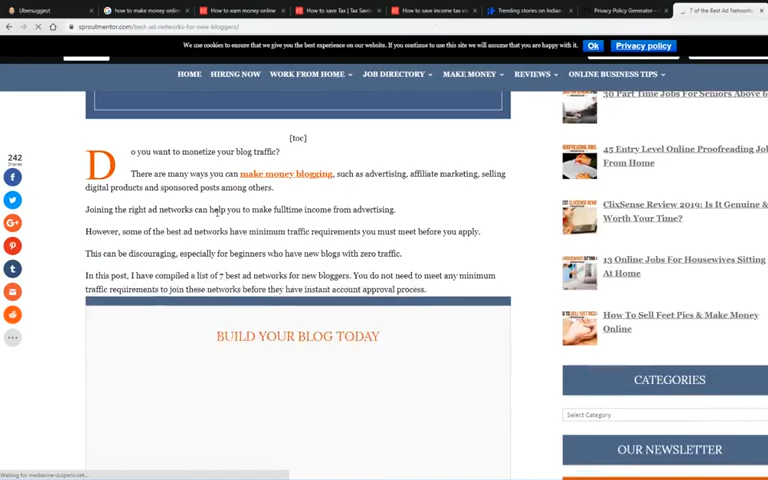 Ubersuggest
how to make money onlin
How to earn money online
How to save Tax | Tax Savi
How to save income tax vi
Trending stories on Indian
Privacy Policy Generator -
7 of the Best Ad Networks
sproutmentor.com/best-ad-networks-for-new-bloggers/
We use cookies to ensure that we give you the best experience on our website. If you continue to use this site we will assume that you are happy with it.
Ok
Privacy policy
HOME
HIRING NOW
WORK FROM HOME
JOB DIRECTORY
MAKE MONEY
REVIEWS
ONLINE BUSINESS TIPS
[toc]
Do you want to monetize your blog traffic?
There are many ways you can make money blogging, such as advertising, affiliate marketing, selling
digital products and sponsored posts among others.
Joining the right ad networks can help you to make fulltime income from advertising.
However, some of the best ad networks have minimum traffic requirements you must meet before you apply.
This can be discouraging, especially for beginners who have new blogs with zero traffic.
In this post, I have compiled a list of 7 best ad networks for new bloggers. You do not need to meet any minimum
traffic requirements to join these networks before they have instant account approval process.
BUILD YOUR BLOG TODAY
242
Shares
30 Part Time Jobs For Seniors Above 6
45 Entry Level Online Proofreading Jol
From Home
ClixSense Review 2019: Is It Genuine &
Worth Your Time?
13 Online Jobs For Housewives Sitting
At Home
How To Sell Feet Pics & Make Money
Online
CATEGORIES
Select Category
OUR NEWSLETTER
Waiting for mediavine-d.openx.net...